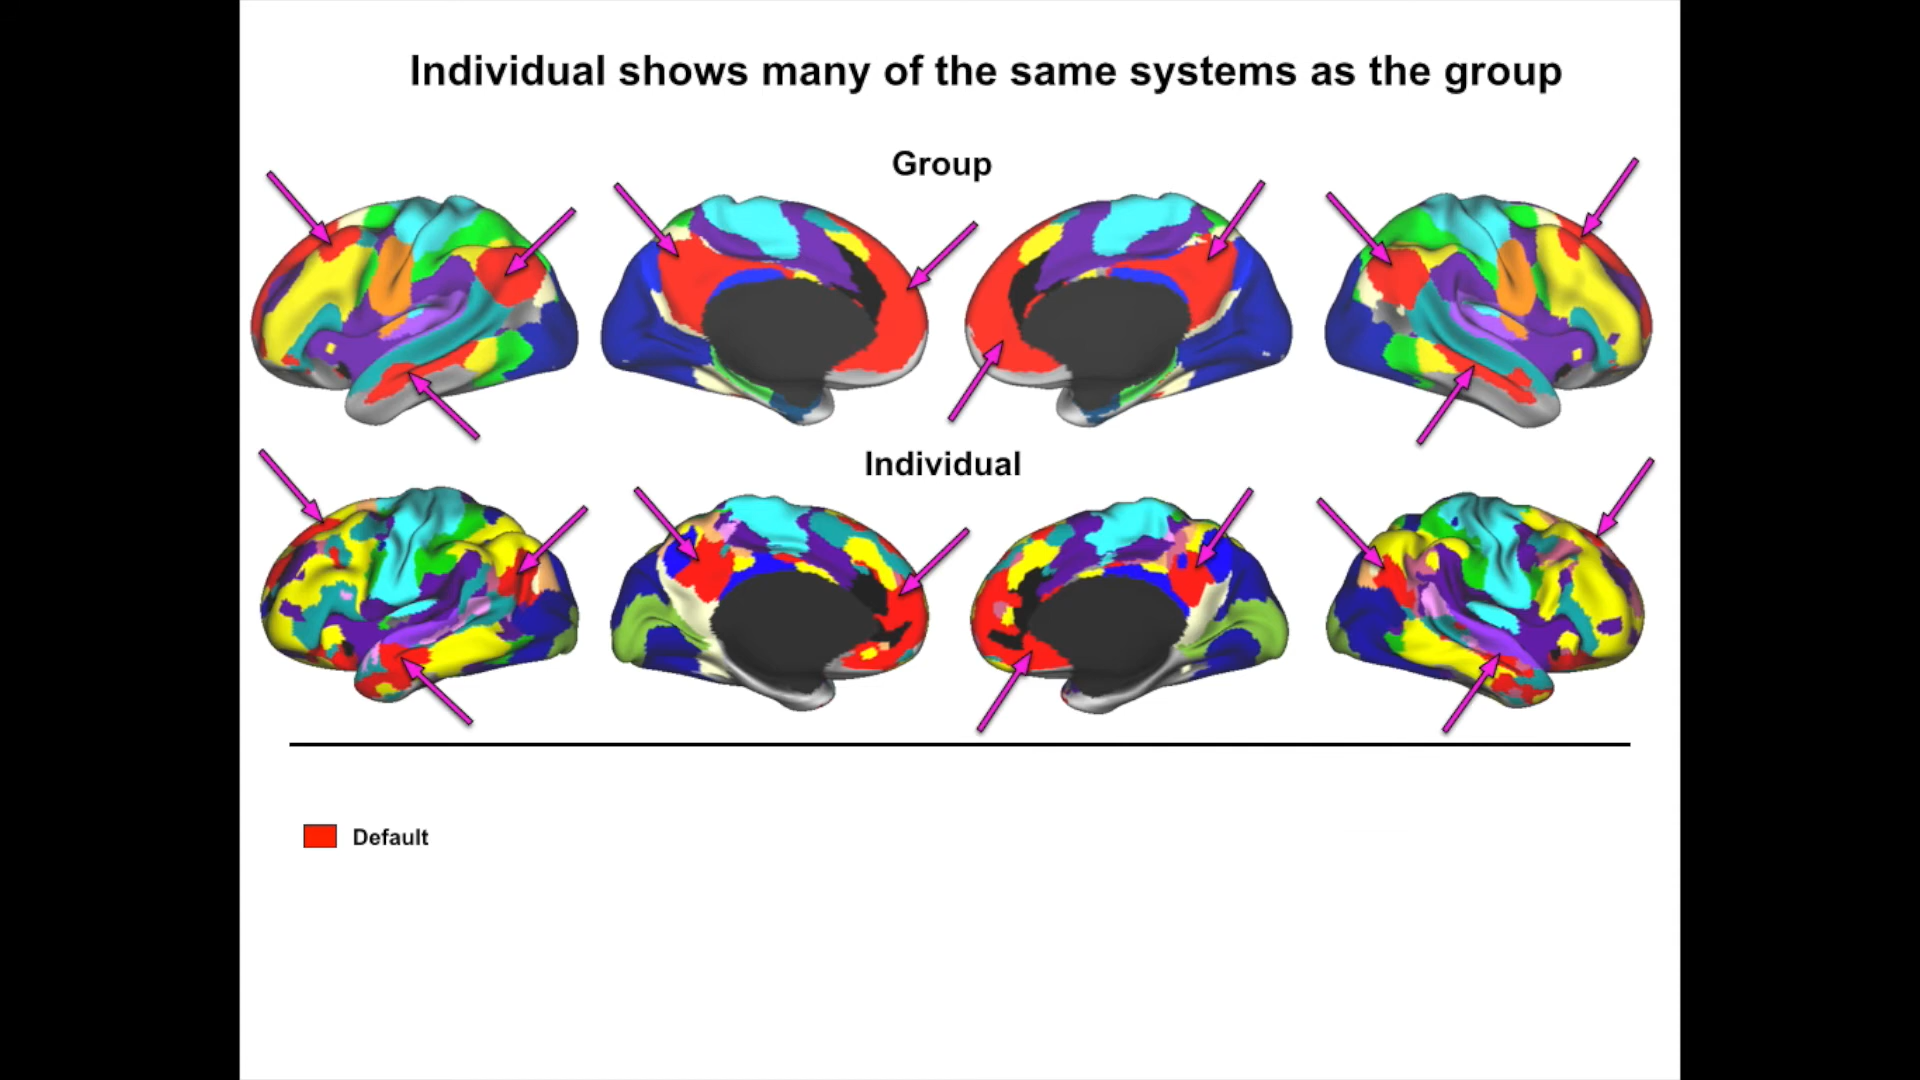 Individual shows many of the same systems as the group
Group
Individual
Default